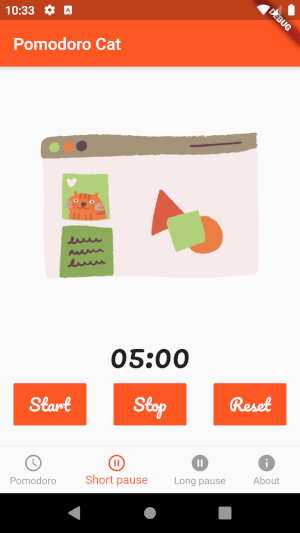 10:33
DEBUG
Pomodoro Cat
05:00
Start Stop Reset
Pomodoro Short pause Long pause About